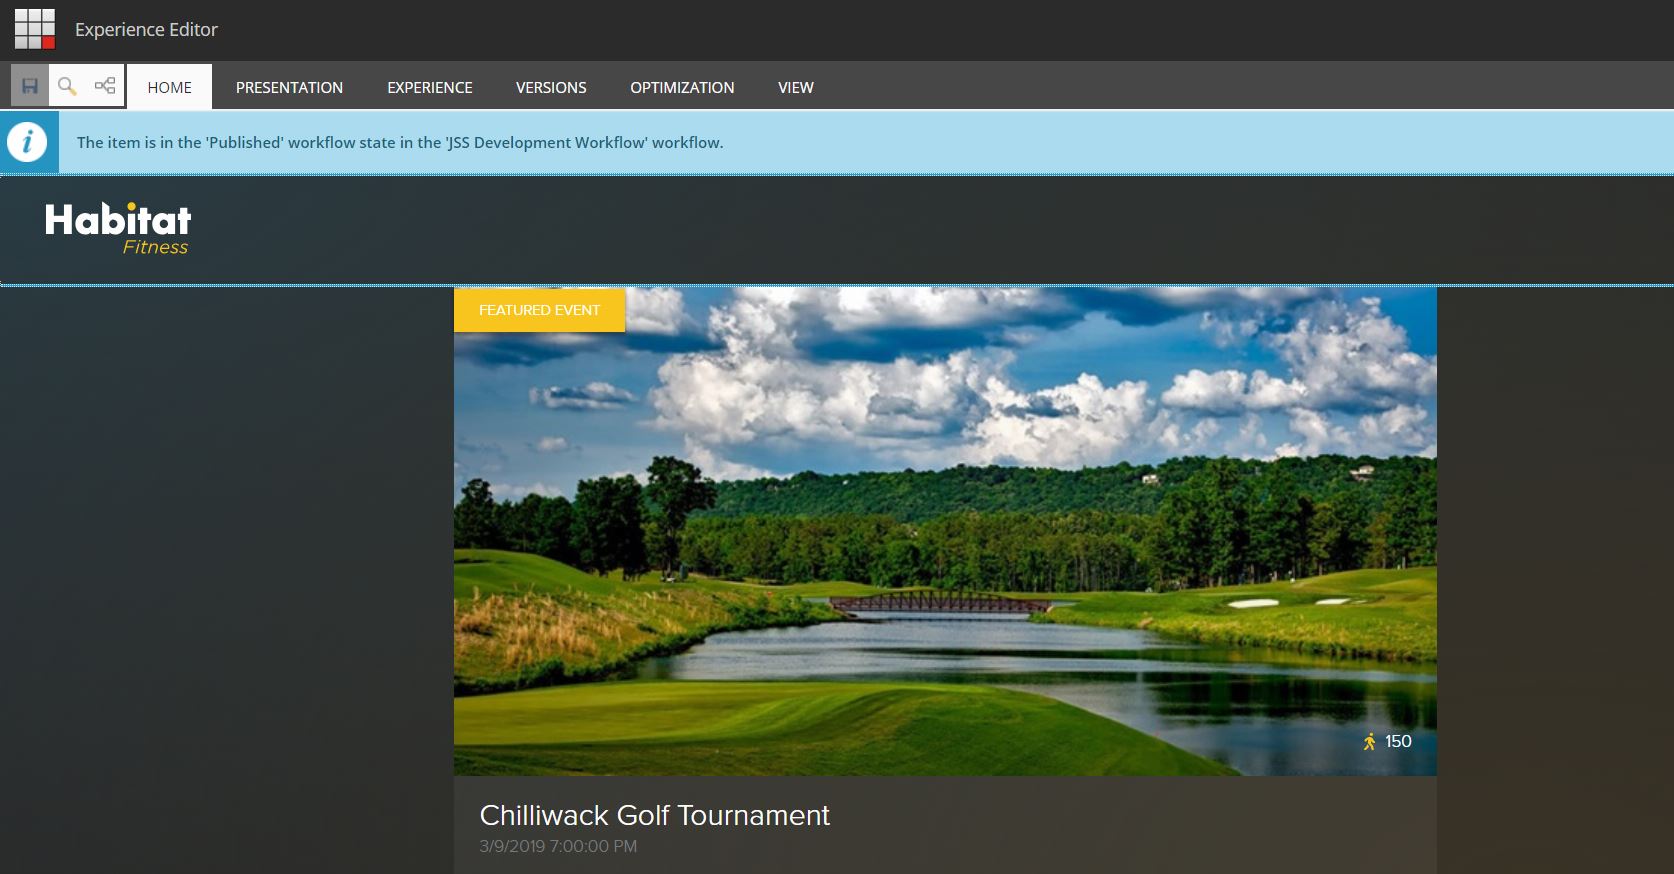 Experience Editor
HOME PRESENTATION EXPERIENCE VERSIONS OPTIMIZATION VIEW
i The item is in the 'Published' workflow state in the 'JSS Development Workflow' workflow.
Habitat
Fitness
FEATURED EVENT
150
Chilliwack Golf Tournament
3/9/2019 7:00:00 PM